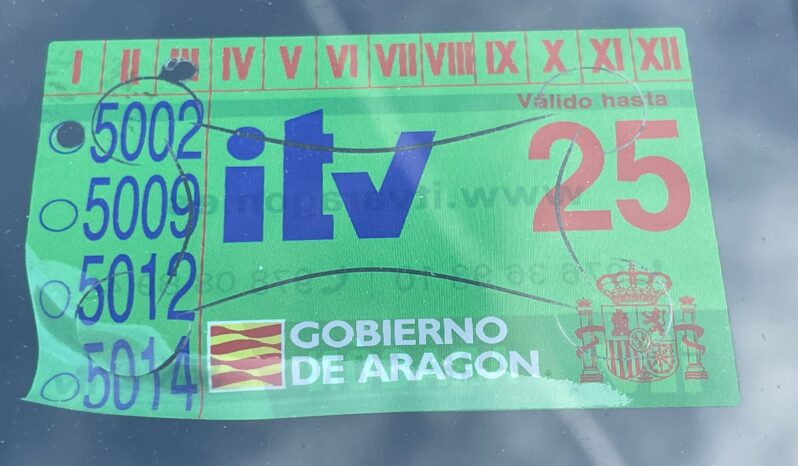 I II III IV V VI VII VIII IX X XI XII
Válido hasta
25
5002
5009
5012
5014
itv
GOBIERNO
DE ARAGON